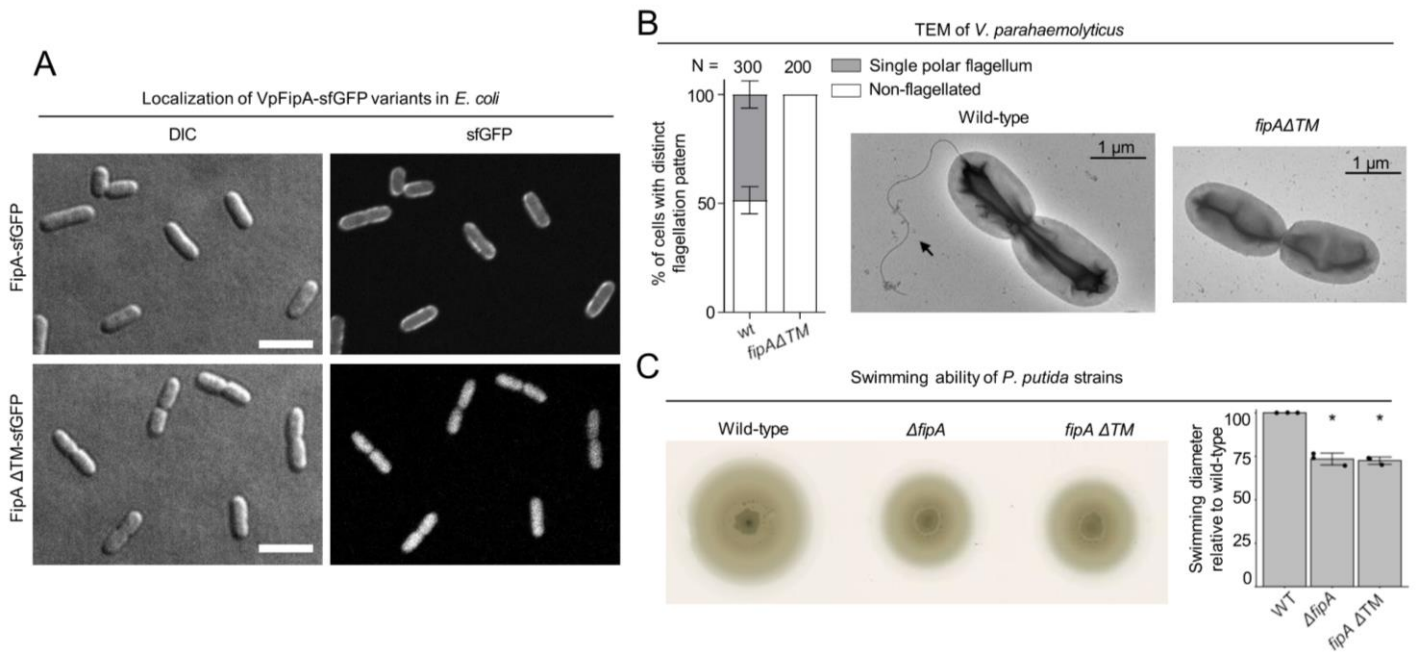 A
Localization of VpFipA-sfGFP variants in E. coli
DIC
sfGFP
FipA-sfGFP
FipA ΔTM-sfGFP
B
TEM of V. parahaemolyticus
N = 300 200
Single polar flagellum
Non-flagellated
% of cells with distinct
flagellation pattern
100
50
0
wt
fipAΔTM
Wild-type
1 µm
fipAΔTM
1 µm
C
Swimming ability of P. putida strains
Wild-type
ΔfipA
fipA ΔTM
Swimming diameter
relative to wild-type
100
75
50
25
0
* *
WT
ΔfipA
fipA ΔTM